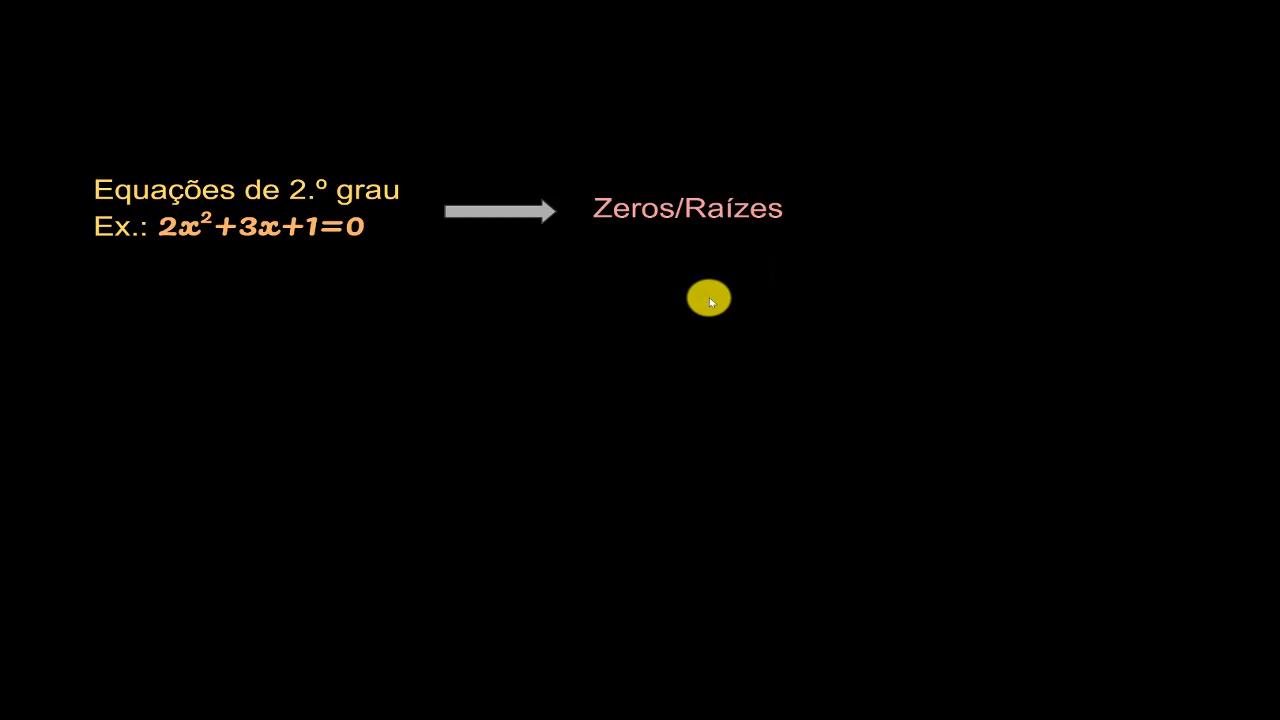 Equações de 2.º grau
Ex.: 2x²+3x+1=0
Zeros/Raízes